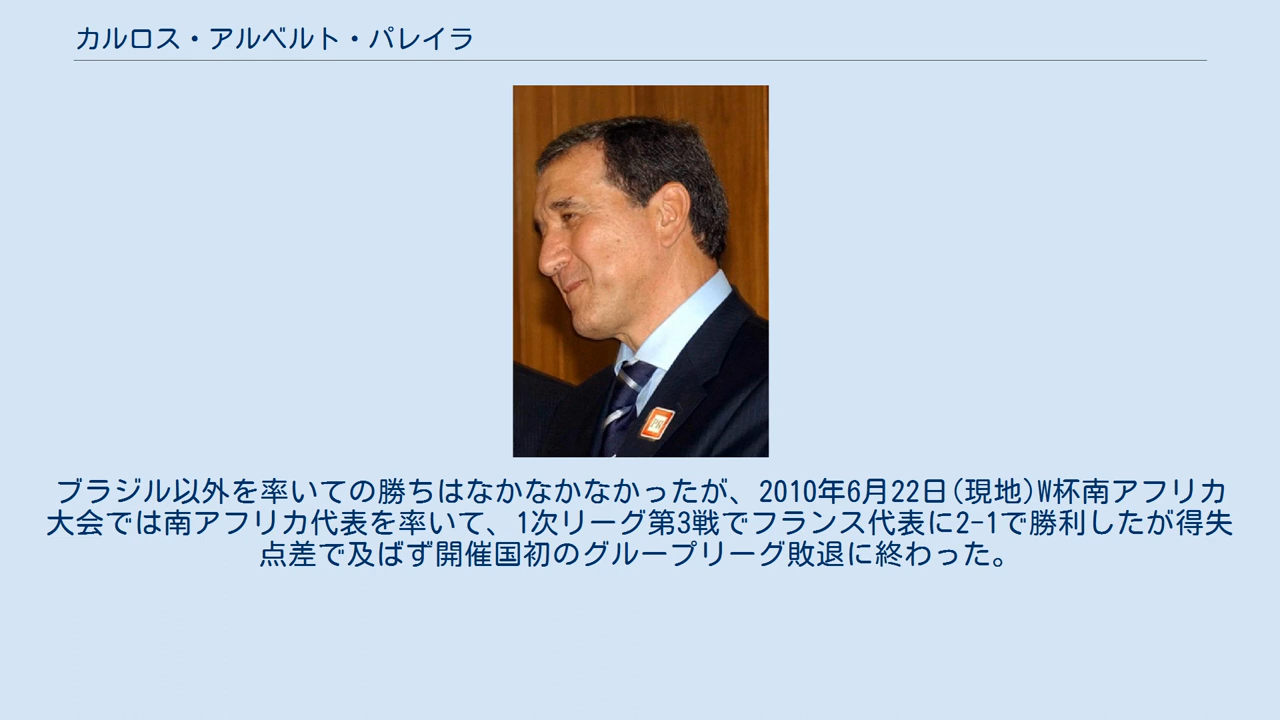 カルロス・アルベルト・パレイラ
ブラジル以外を率いての勝ちはなかなかなかったが、2010年6月22日(現地)W杯南アフリカ
大会では南アフリカ代表を率いて、1次リーグ第3戦でフランス代表に2-1で勝利したが得失
点差で及ばず開催国初のグループリーグ敗退に終わった。